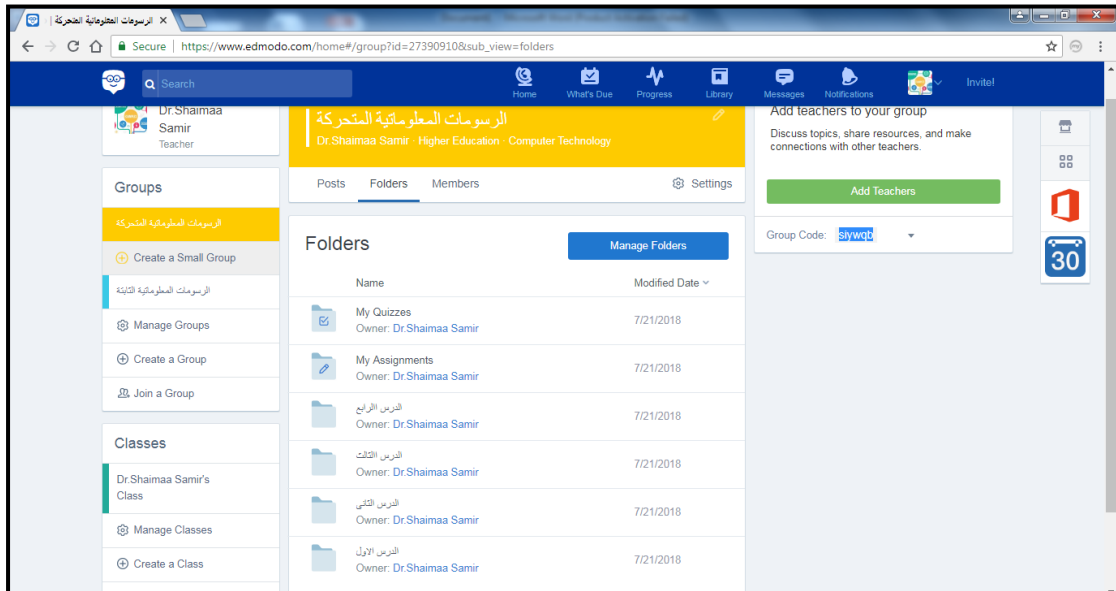 الرسومات المعلوماتية المتحركة |
Secure | https://www.edmodo.com/home#/group?id=27390910&sub_view=folders
Search
Home
What's Due
Progress
Library
Messages
Notifications
Invite!
Dr.Shaimaa
Samir
Teacher
Groups
الرسومات المعلوماتية المتحركة
Create a Small Group
الرسومات المعلوماتية الثابتة
Manage Groups
Create a Group
Join a Group
Classes
Dr.Shaimaa Samir's
Class
Manage Classes
Create a Class
الرسومات المعلوماتية المتحركة
Dr.Shaimaa Samir · Higher Education · Computer Technology
Posts Folders Members Settings
Folders
Manage Folders
Name Modified Date
My Quizzes
Owner: Dr.Shaimaa Samir
7/21/2018
My Assignments
Owner: Dr.Shaimaa Samir
7/21/2018
الدرس االرابع
Owner: Dr.Shaimaa Samir
7/21/2018
الدرس االثالث
Owner: Dr.Shaimaa Samir
7/21/2018
الدرس الثانى
Owner: Dr.Shaimaa Samir
7/21/2018
الدرس الاول
Owner: Dr.Shaimaa Samir
7/21/2018
Add teachers to your group
Discuss topics, share resources, and make
connections with other teachers.
Add Teachers
Group Code: siywqb
30